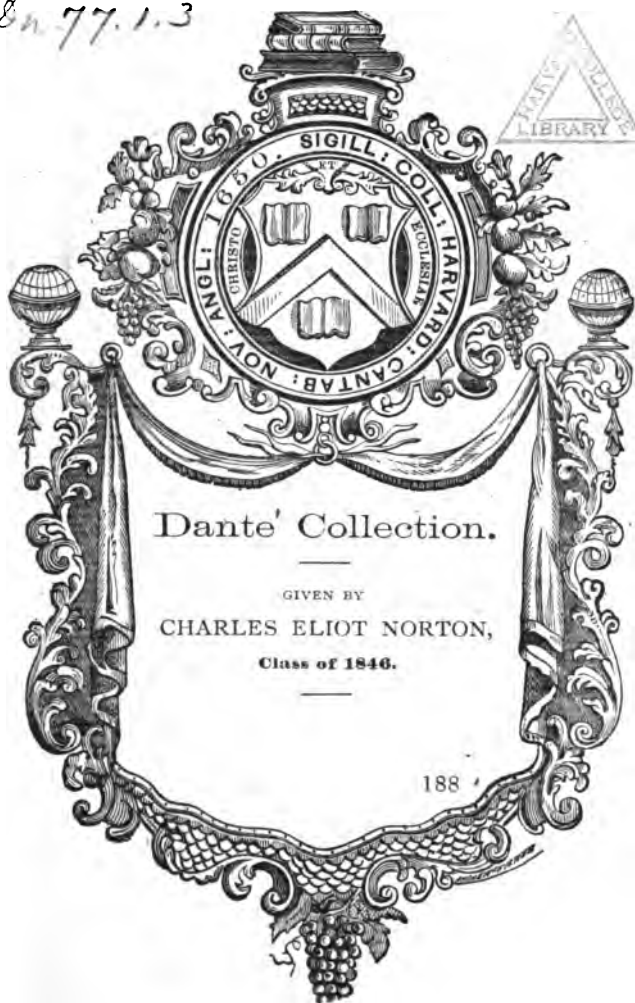 77.1.3
HARVARD COLLEGE
LIBRARY
SIGILL: COLL: HARVARD: CANTAB: NOV: ANGL: 1650.
CHRISTO ET ECCLESIAE
Dante' Collection.
GIVEN BY
CHARLES ELIOT NORTON,
Class of 1846.
188